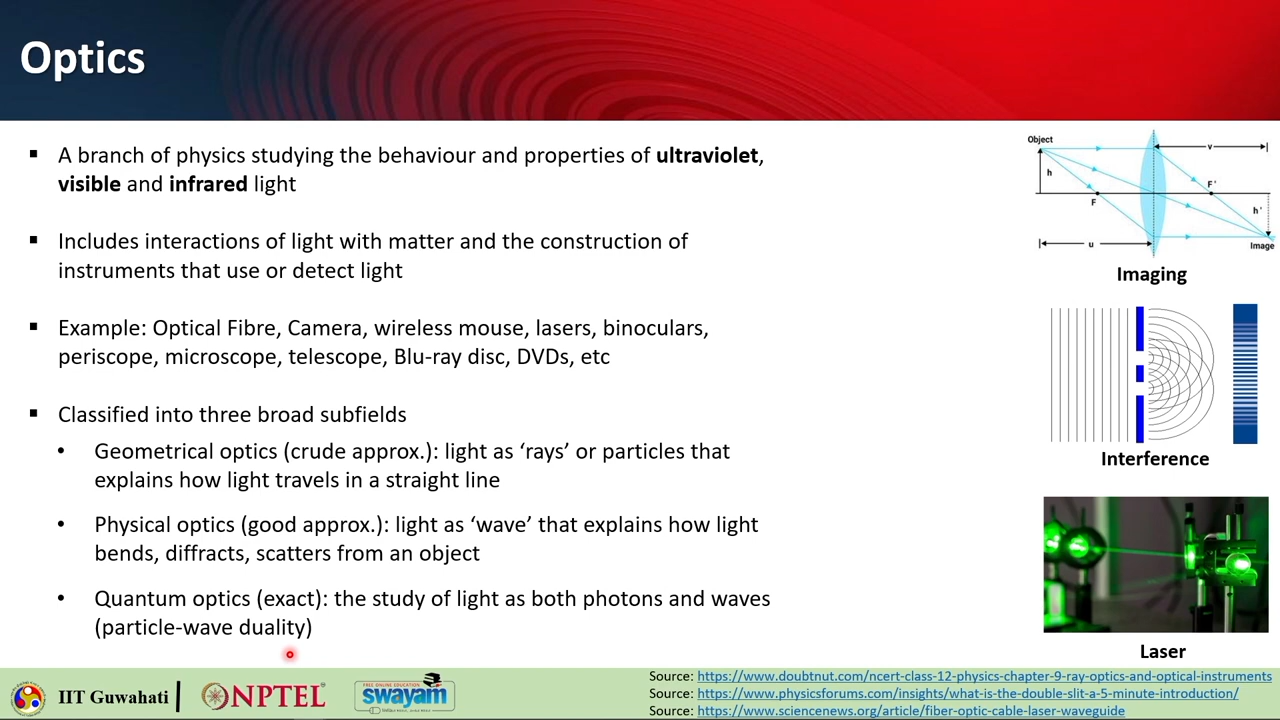 Optics
▪ A branch of physics studying the behaviour and properties of ultraviolet,
visible and infrared light
▪ Includes interactions of light with matter and the construction of
instruments that use or detect light
▪ Example: Optical Fibre, Camera, wireless mouse, lasers, binoculars,
periscope, microscope, telescope, Blu-ray disc, DVDs, etc
▪ Classified into three broad subfields
• Geometrical optics (crude approx.): light as ‘rays’ or particles that
explains how light travels in a straight line
• Physical optics (good approx.): light as ‘wave’ that explains how light
bends, diffracts, scatters from an object
• Quantum optics (exact): the study of light as both photons and waves
(particle-wave duality)
Object
v
h
F'
F
h'
u
Image
Imaging
Interference
Laser
IIT Guwahati
NPTEL
FREE ONLINE EDUCATION
swayam
Source: https://www.doubtnut.com/ncert-class-12-physics-chapter-9-ray-optics-and-optical-instruments
Source: https://www.physicsforms.com/insights/what-is-the-double-slit-a-5-minute-introduction/
Source: https://www.sciencenews.org/article/fiber-optic-cable-laser-waveguide